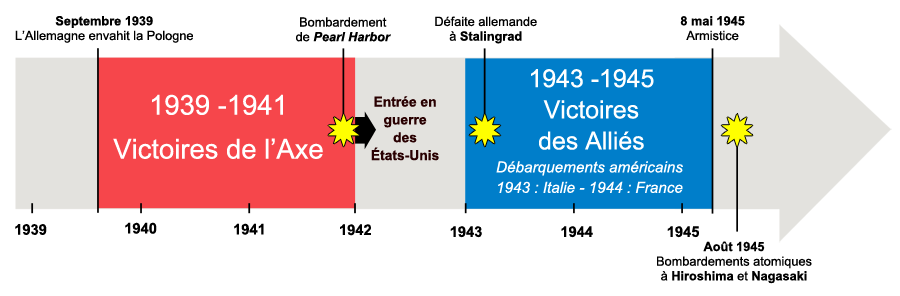 Septembre 1939
L'Allemagne envahit la Pologne
Bombardement
de Pearl Harbor
Défaite allemande
à Stalingrad
8 mai 1945
Armistice
1939 -1941
Victoires de l'Axe
Entrée en
guerre
des
États-Unis
1943 -1945
Victoires
des Alliés
Débarquements américains
1943 : Italie - 1944 : France
1939
1940
1941
1942
1943
1944
1945
Août 1945
Bombardements atomiques
à Hiroshima et Nagasaki